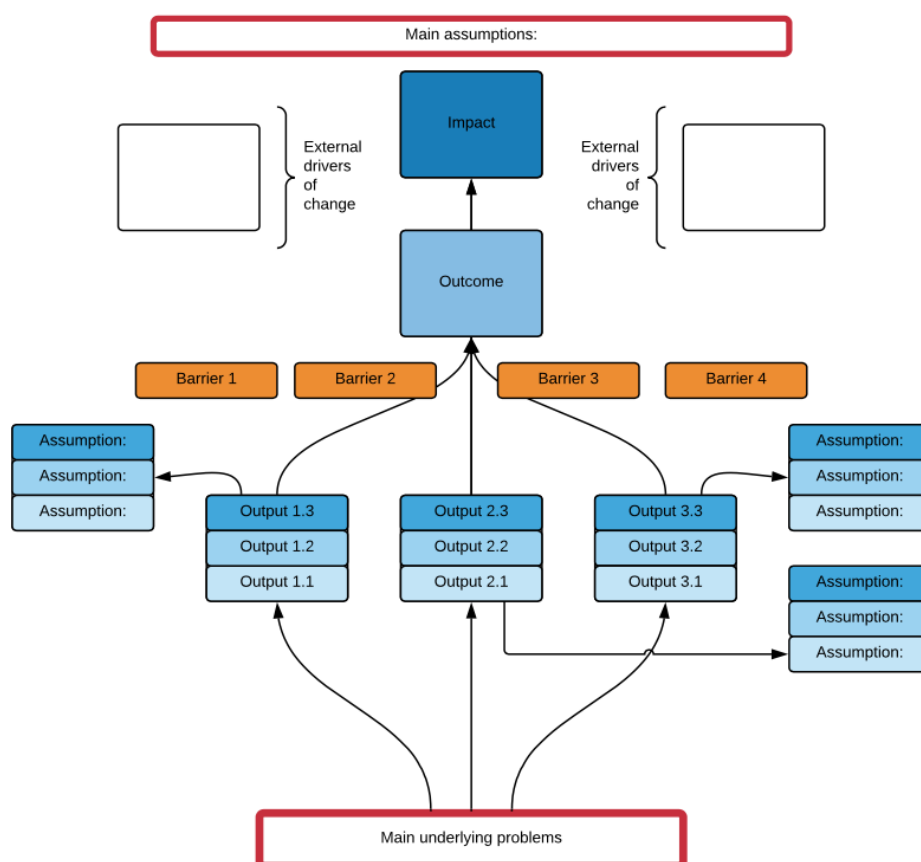 Main assumptions:
Impact
External
drivers
of
change
External
drivers
of
change
Outcome
Barrier 1
Barrier 2
Barrier 3
Barrier 4
Assumption:
Assumption:
Assumption:
Output 1.3
Output 1.2
Output 1.1
Output 2.3
Output 2.2
Output 2.1
Output 3.3
Output 3.2
Output 3.1
Assumption:
Assumption:
Assumption:
Assumption:
Assumption:
Assumption:
Main underlying problems